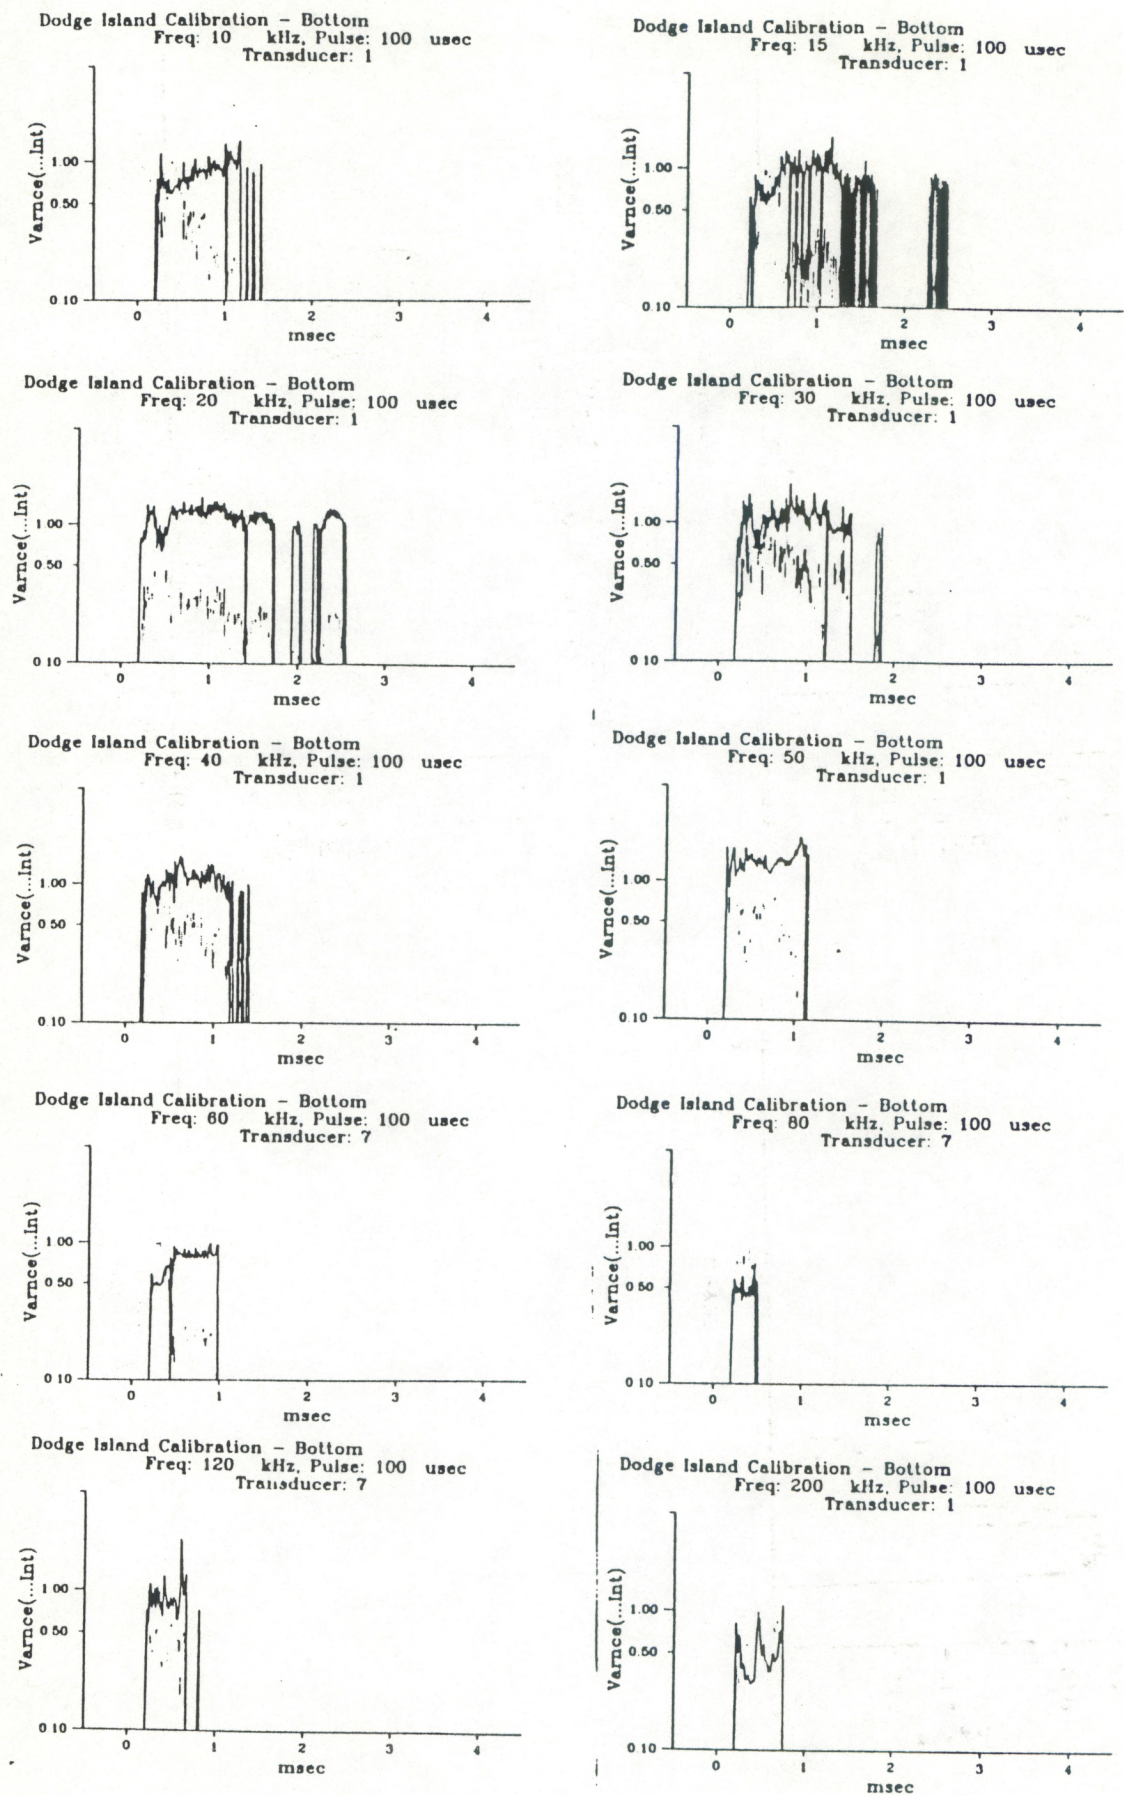 Dodge Island Calibration - Bottom
Freq: 10 kHz, Pulse: 100 usec
Transducer: 1
Varnce(...Int)
1.00
0.50
0 10
0 1 2 3 4
msec
Dodge Island Calibration - Bottom
Freq: 15 kHz, Pulse: 100 usec
Transducer: 1
Varnce(...Int)
1.00
0.50
0.10
0 1 2 3 4
msec
Dodge Island Calibration - Bottom
Freq: 20 kHz, Pulse: 100 usec
Transducer: 1
Varnce(...Int)
1 00
0.50
0 10
0 1 2 3 4
msec
Dodge Island Calibration - Bottom
Freq: 30 kHz, Pulse: 100 usec
Transducer: 1
Varnce(...Int)
1.00
0.50
0 10
0 1 2 3 4
msec
Dodge Island Calibration - Bottom
Freq: 40 kHz, Pulse: 100 usec
Transducer: 1
Varnce(...Int)
1.00
0.50
0.10
0 1 2 3 4
msec
Dodge Island Calibration - Bottom
Freq: 50 kHz, Pulse: 100 usec
Transducer: 1
Varnce(...Int)
1.00
0.50
0.10
0 1 2 3 4
msec
Dodge Island Calibration - Bottom
Freq: 60 kHz, Pulse: 100 usec
Transducer: 7
Varnce(...Int)
1 00
0 50
0 10
0 1 2 3 4
msec
Dodge Island Calibration - Bottom
Freq: 80 kHz, Pulse: 100 usec
Transducer: 7
Varnce(...Int)
1.00
0 50
0 10
0 1 2 3 4
msec
Dodge Island Calibration - Bottom
Freq: 120 kHz, Pulse: 100 usec
Transducer: 7
Varnce(...Int)
1 00
0.50
0 10
0 1 2 3 4
msec
Dodge Island Calibration - Bottom
Freq: 200 kHz, Pulse: 100 usec
Transducer: 1
Varnce(...Int)
1.00
0.50
0.10
0 1 2 3 4
msec